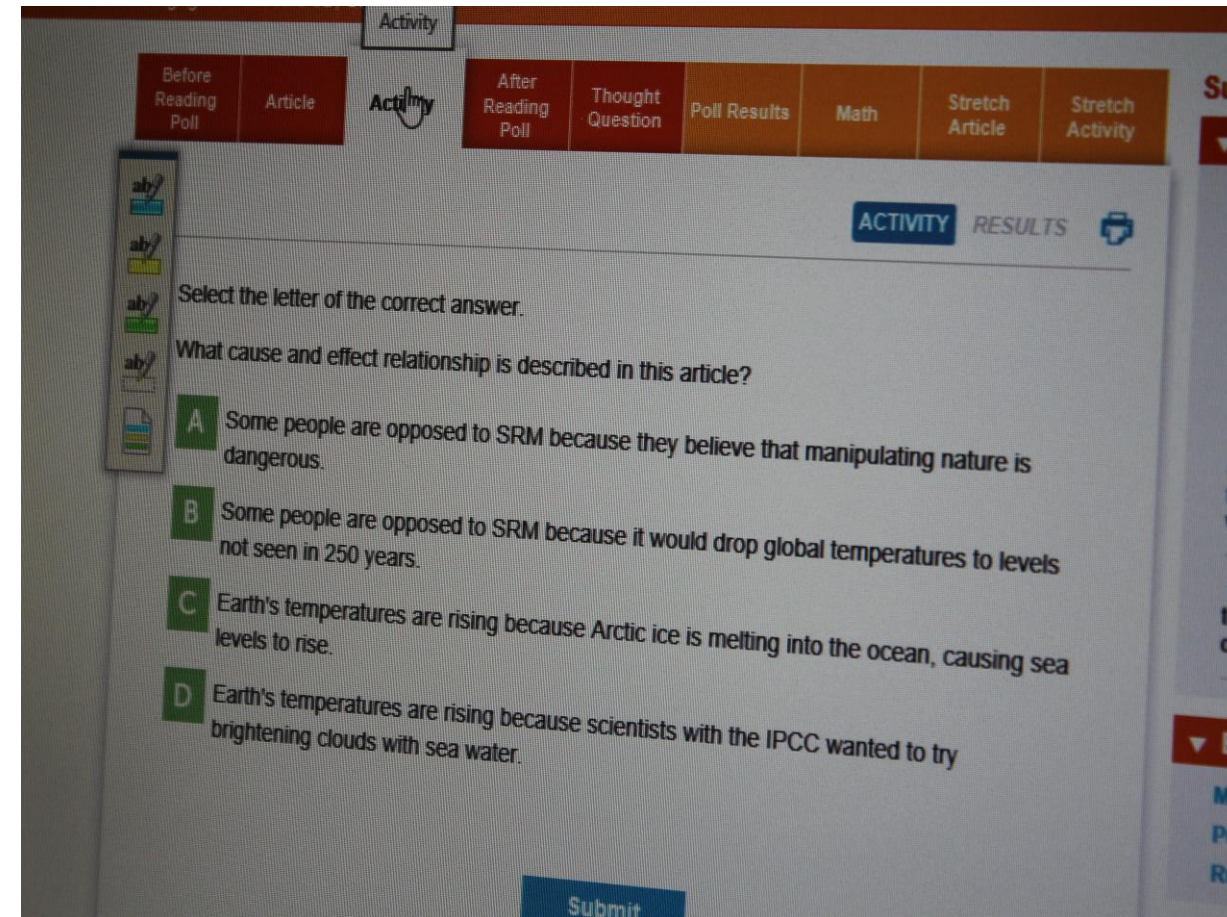 Activity
Before
Reading
Poll
Article
Activity
After
Reading
Poll
Thought
Question
Poll Results
Math
Stretch
Article
Stretch
Activity
ab
ab
ab
ab
ACTIVITY RESULTS
Select the letter of the correct answer.
What cause and effect relationship is described in this article?
A Some people are opposed to SRM because they believe that manipulating nature is
dangerous.
B Some people are opposed to SRM because it would drop global temperatures to levels
not seen in 250 years.
C Earth's temperatures are rising because Arctic ice is melting into the ocean, causing sea
levels to rise.
D Earth's temperatures are rising because scientists with the IPCC wanted to try
brightening clouds with sea water.
Submit